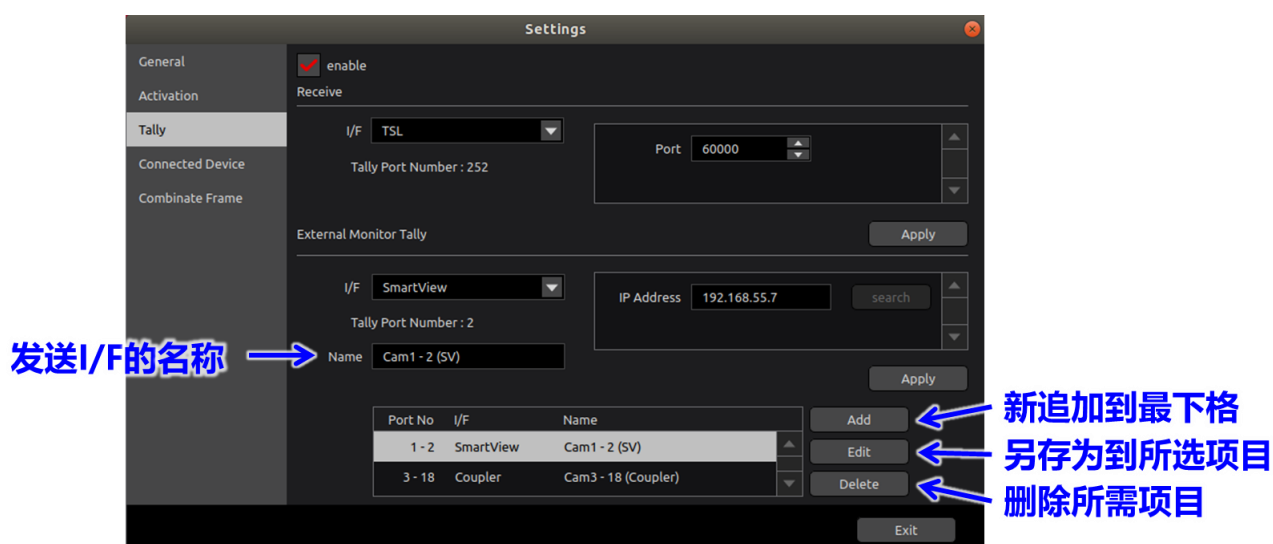 Settings
General
Activation
Tally
Connected Device
Combinate Frame
enable
Receive
I/F TSL
Tally Port Number : 252
Port 60000
External Monitor Tally
Apply
I/F SmartView
Tally Port Number : 2
IP Address 192.168.55.7 search
发送I/F的名称
Name Cam1 - 2 (SV)
Apply
Port No I/F Name
1 - 2 SmartView Cam1 - 2 (SV)
3 - 18 Coupler Cam3 - 18 (Coupler)
Add 新追加到最下格
Edit 另存为到所选项目
Delete 删除所需项目
Exit